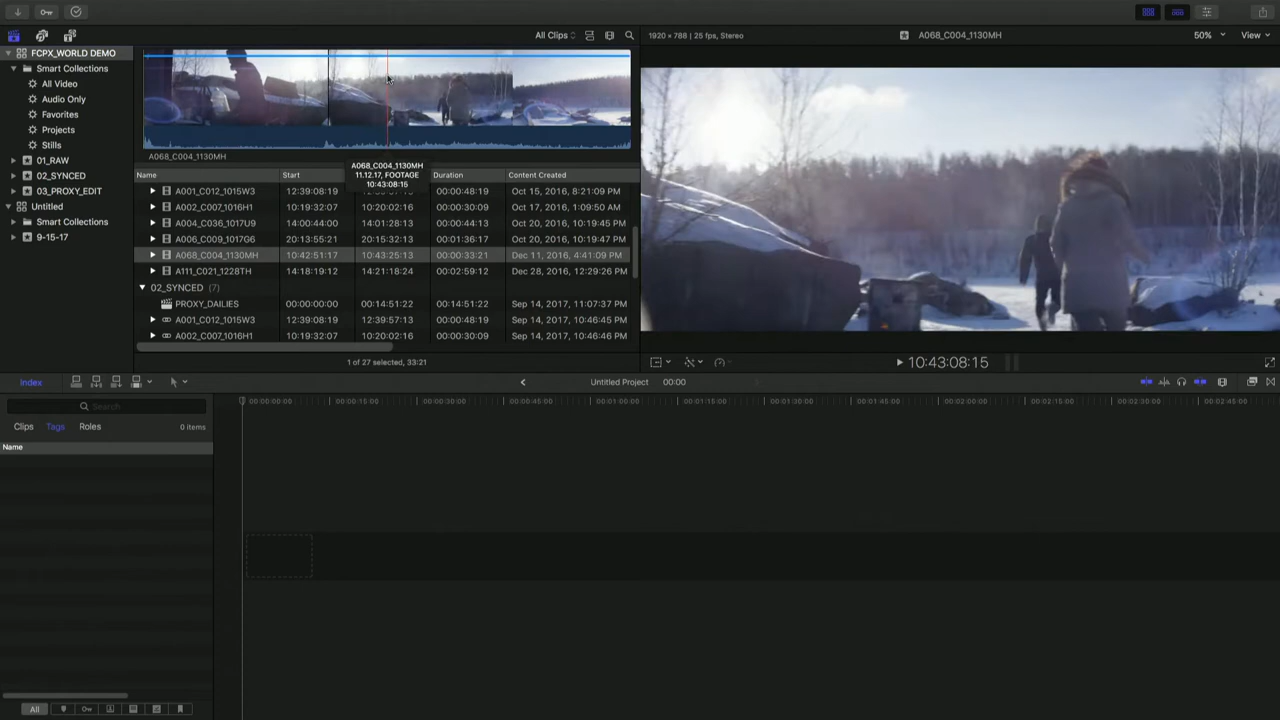 All Clips
1920 × 788 | 25 fps, Stereo
A068_C004_1130MH
50%
View
FCPX_WORLD DEMO
Smart Collections
All Video
Audio Only
Favorites
Projects
Stills
01_RAW
02_SYNCED
03_PROXY_EDIT
Untitled
Smart Collections
9-15-17
A068_C004_1130MH
A068_C004_1130MH
11.12.17, FOOTAGE
10:43:08:15
Name Start Duration Content Created
A001_C012_1015W3 12:39:08:19 00:00:48:19 Oct 15, 2016, 8:21:09 PM
A002_C007_1016H1 10:19:32:07 10:20:02:16 00:00:30:09 Oct 17, 2016, 1:09:50 AM
A004_C036_1017U9 14:00:44:00 14:01:28:13 00:00:44:13 Oct 20, 2016, 10:19:45 PM
A006_C009_1017G6 20:13:55:21 20:15:32:13 00:01:36:17 Oct 20, 2016, 10:19:47 PM
A068_C004_1130MH 10:42:51:17 10:43:25:13 00:00:33:21 Dec 11, 2016, 4:41:09 PM
A111_C021_1228TH 14:18:19:12 14:21:18:24 00:02:59:12 Dec 28, 2016, 12:29:26 PM
02_SYNCED (7)
PROXY_DAILIES 00:00:00:00 00:14:51:22 00:14:51:22 Sep 14, 2017, 11:07:37 PM
A001_C012_1015W3 12:39:08:19 12:39:57:13 00:00:48:19 Sep 14, 2017, 10:46:45 PM
A002_C007_1016H1 10:19:32:07 10:20:02:16 00:00:30:09 Sep 14, 2017, 10:46:46 PM
1 of 27 selected, 33:21
10:43:08:15
Index
Untitled Project 00:00
Search
Clips Tags Roles 0 items
Name
00:00:00:00 00:00:15:00 00:00:30:00 00:00:45:00 00:01:00:00 00:01:15:00 00:01:30:00 00:01:45:00 00:02:00:00 00:02:15:00 00:02:30:00 00:02:45:00
All